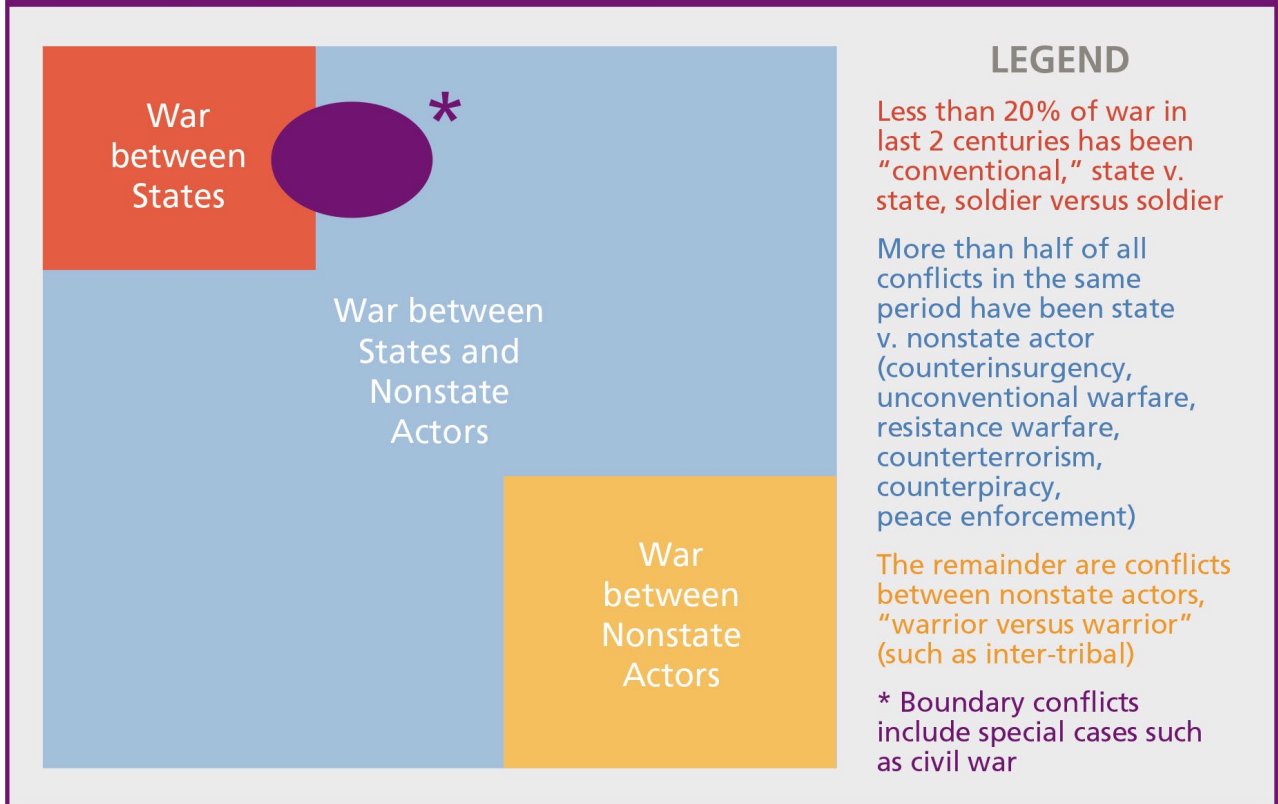 War
between
States
*
War between
States and
Nonstate
Actors
War
between
Nonstate
Actors
LEGEND
Less than 20% of war in
last 2 centuries has been
“conventional,” state v.
state, soldier versus soldier
More than half of all
conflicts in the same
period have been state
v. nonstate actor
(counterinsurgency,
unconventional warfare,
resistance warfare,
counterterrorism,
counterpiracy,
peace enforcement)
The remainder are conflicts
between nonstate actors,
“warrior versus warrior”
(such as inter-tribal)
* Boundary conflicts
include special cases such
as civil war